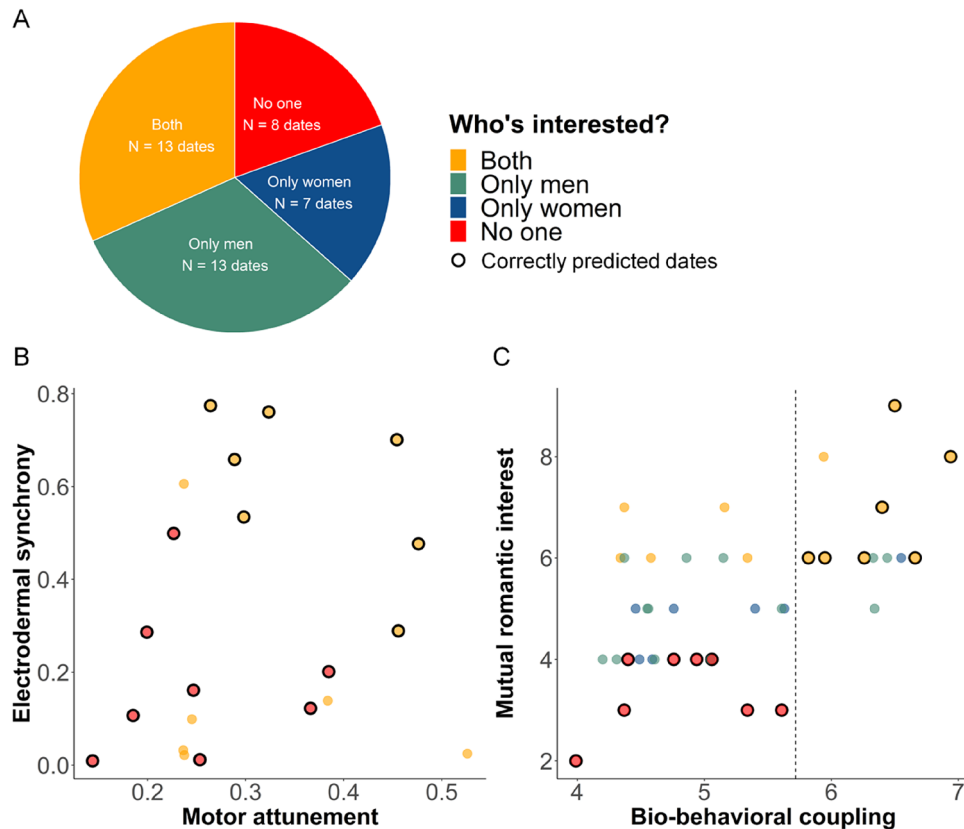 A
No one
N = 8 dates
Both
N = 13 dates
Only women
N = 7 dates
Only men
N = 13 dates
Who's interested?
Both
Only men
Only women
No one
Correctly predicted dates
B
Electrodermal synchrony
0.8
0.6
0.4
0.2
0.0
0.2
0.3
0.4
0.5
Motor attunement
C
Mutual romantic interest
8
6
4
2
4
5
6
7
Bio-behavioral coupling